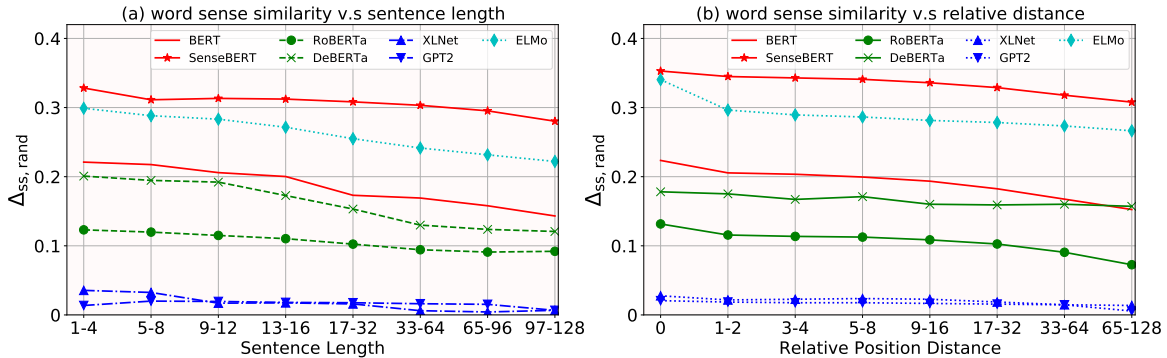 (a) word sense similarity v.s sentence length
BERT
SenseBERT
RoBERTa
DeBERTa
XLNet
GPT2
ELMo
0.4
0.3
0.2
0.1
0
Δss, rand
1-4 5-8 9-12 13-16 17-32 33-64 65-96 97-128
Sentence Length
(b) word sense similarity v.s relative distance
BERT
SenseBERT
RoBERTa
DeBERTa
XLNet
GPT2
ELMo
0.4
0.3
0.2
0.1
0
Δss, rand
0 1-2 3-4 5-8 9-16 17-32 33-64 65-128
Relative Position Distance